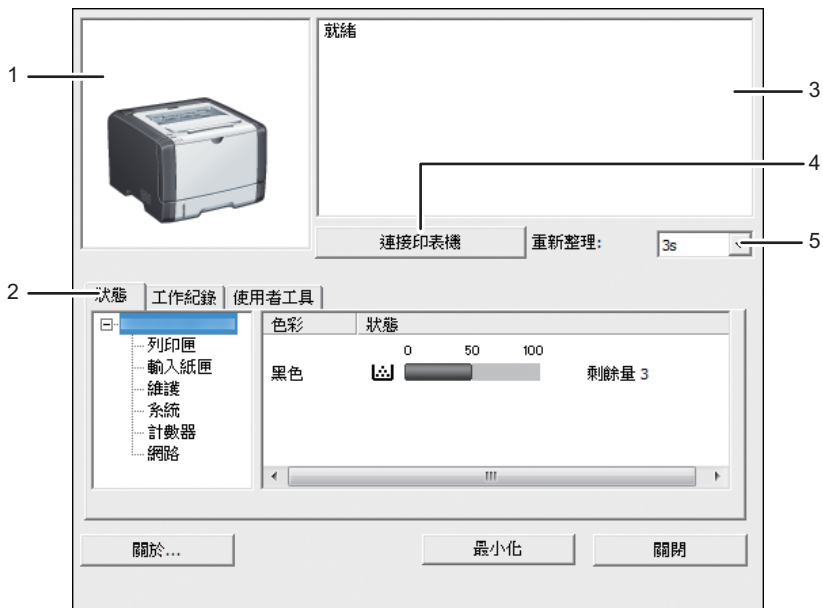 1
就緒
3
4
連接印表機
重新整理:
3s
5
2
狀態 工作紀錄 使用者工具
列印匣
輸入紙匣
維護
系統
計數器
網路
色彩 狀態
0 50 100
黑色
剩餘量 3
關於...
最小化
關閉